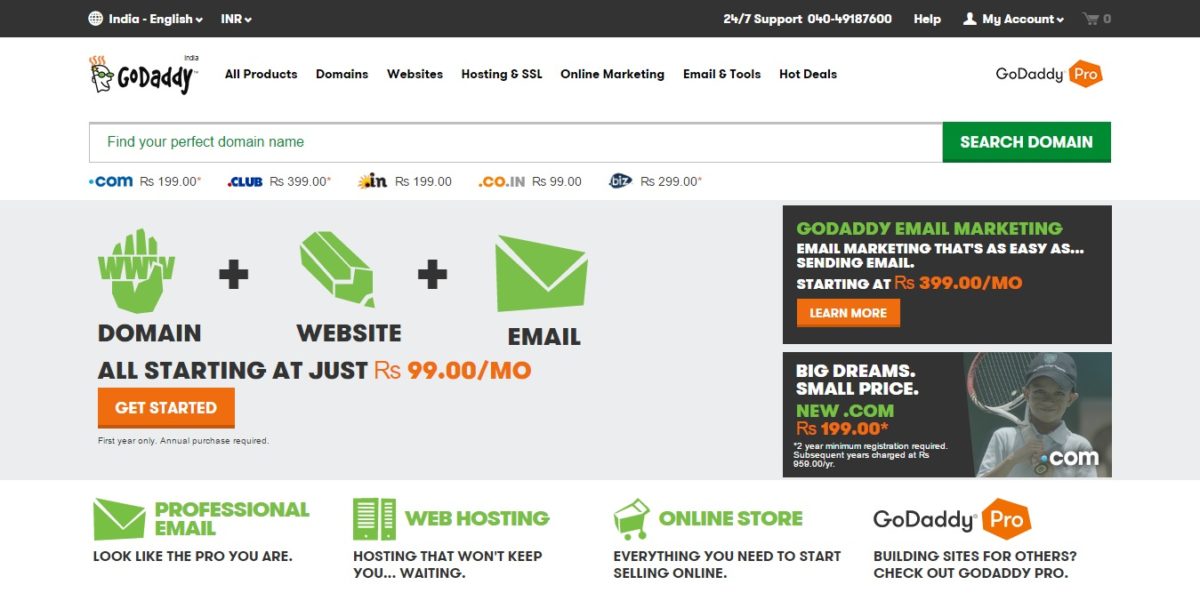 India - English INR 24/7 Support 040-49187600 Help My Account 0
India
GoDaddy™ All Products Domains Websites Hosting & SSL Online Marketing Email & Tools Hot Deals GoDaddy Pro
Find your perfect domain name SEARCH DOMAIN
.com Rs 199.00* .CLUB Rs 399.00* .in Rs 199.00 .CO.IN Rs 99.00 .biz Rs 299.00*
WWW
DOMAIN + WEBSITE + EMAIL
ALL STARTING AT JUST Rs 99.00/MO
GET STARTED
First year only. Annual purchase required.
GODADDY EMAIL MARKETING
EMAIL MARKETING THAT'S AS EASY AS...
SENDING EMAIL.
STARTING AT Rs 399.00/MO
LEARN MORE
BIG DREAMS.
SMALL PRICE.
NEW .COM
Rs 199.00*
*2 year minimum registration required.
Subsequent years charged at Rs
959.00/yr.
.com
PROFESSIONAL
EMAIL
LOOK LIKE THE PRO YOU ARE.
WEB HOSTING
HOSTING THAT WON'T KEEP
YOU... WAITING.
ONLINE STORE
EVERYTHING YOU NEED TO START
SELLING ONLINE.
GoDaddy® Pro
BUILDING SITES FOR OTHERS?
CHECK OUT GODADDY PRO.